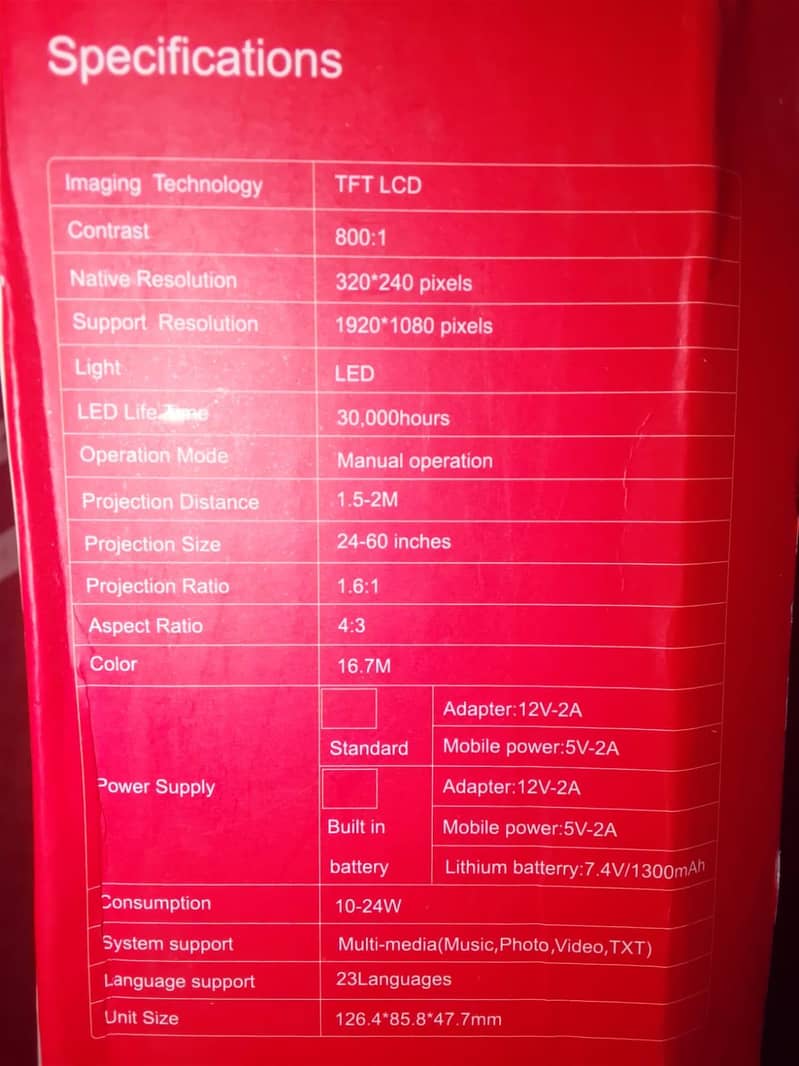 Specifications
Imaging Technology TFT LCD
Contrast 800:1
Native Resolution 320*240 pixels
Support Resolution 1920*1080 pixels
Light LED
LED Life Time 30,000hours
Operation Mode Manual operation
Projection Distance 1.5-2M
Projection Size 24-60 inches
Projection Ratio 1.6:1
Aspect Ratio 4:3
Color 16.7M
Adapter:12V-2A
Standard Mobile power:5V-2A
Power Supply Adapter:12V-2A
Built in Mobile power:5V-2A
battery Lithium batterry:7.4V/1300mAh
Consumption 10-24W
System support Multi-media(Music,Photo,Video,TXT)
Language support 23Languages
Unit Size 126.4*85.8*47.7mm